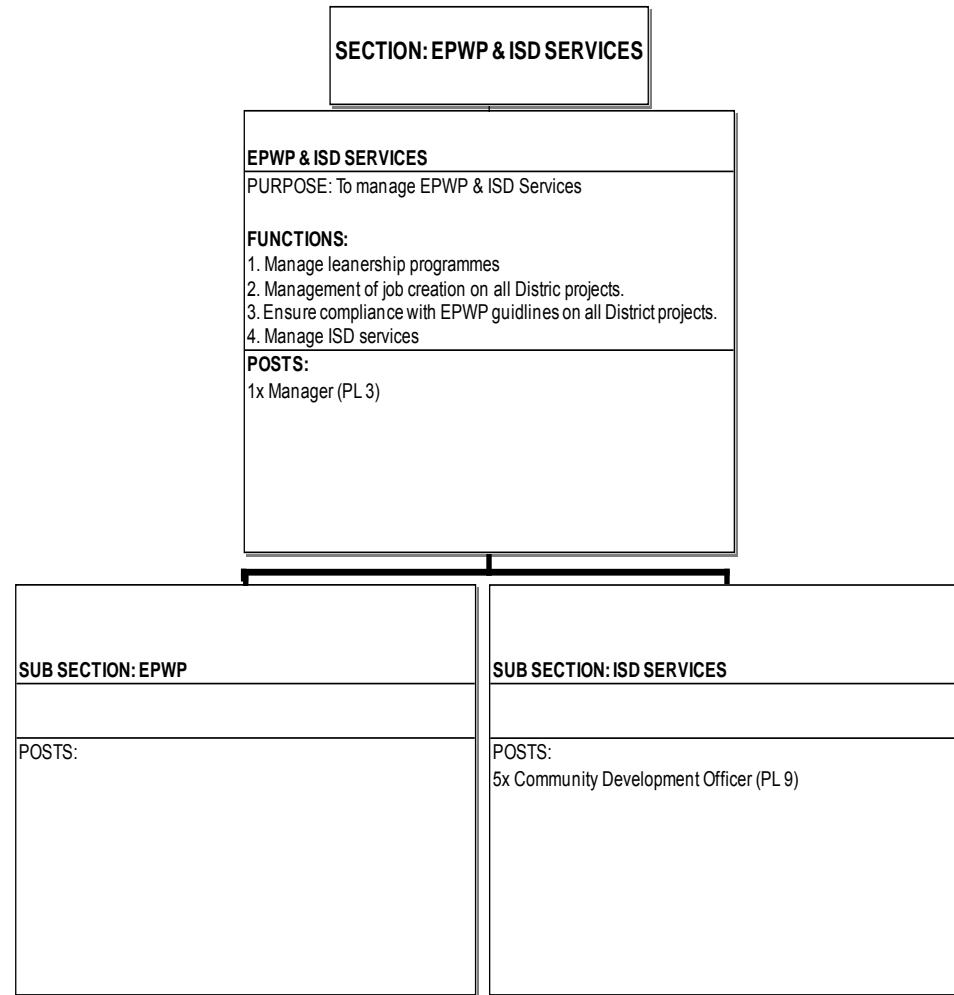 SECTION: EPWP & ISD SERVICES
EPWP & ISD SERVICES
PURPOSE: To manage EPWP & ISD Services
FUNCTIONS:
1. Manage leanership programmes
2. Management of job creation on all Distric projects.
3. Ensure compliance with EPWP guidlines on all District projects.
4. Manage ISD services
POSTS:
1x Manager (PL 3)
SUB SECTION: EPWP
POSTS:
SUB SECTION: ISD SERVICES
POSTS:
5x Community Development Officer (PL 9)